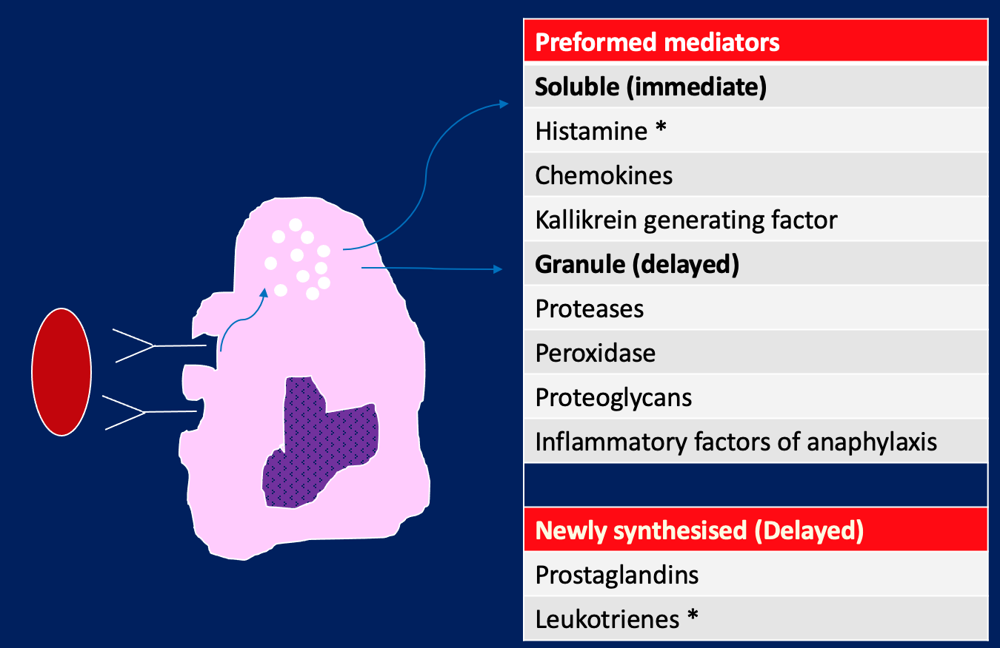 Preformed mediators
Soluble (immediate)
Histamine *
Chemokines
Kallikrein generating factor
Granule (delayed)
Proteases
Peroxidase
Proteoglycans
Inflammatory factors of anaphylaxis
Newly synthesised (Delayed)
Prostaglandins
Leukotrienes *